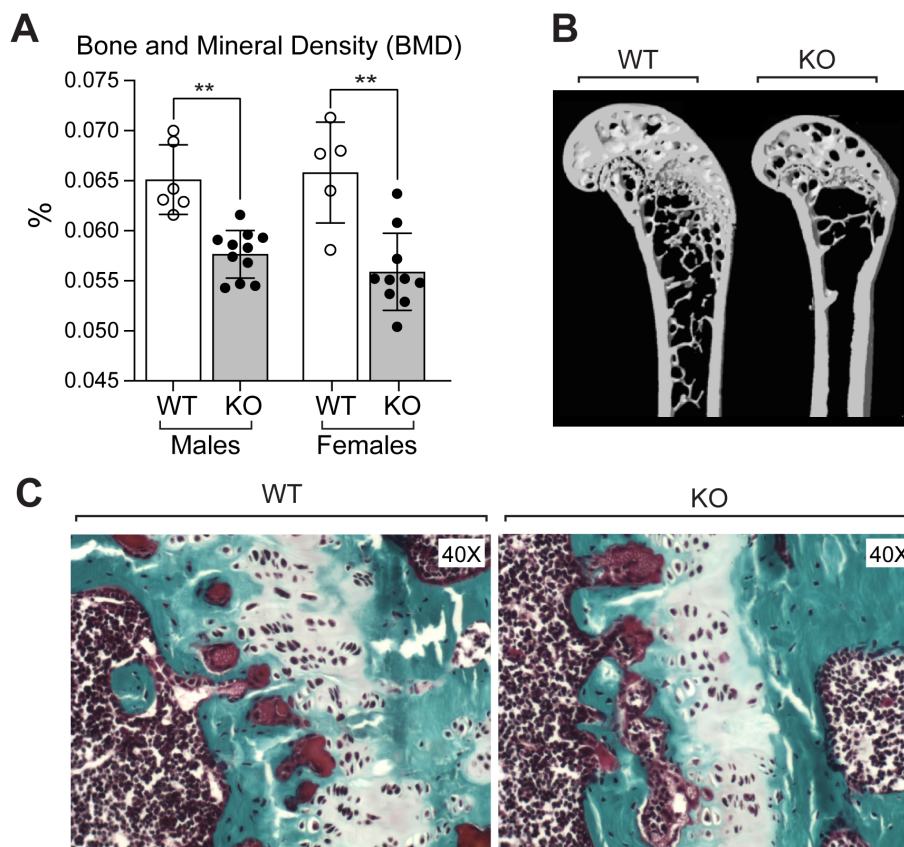 A
Bone and Mineral Density (BMD)
%
0.075
0.070
0.065
0.060
0.055
0.050
0.045
**
**
WT KO WT KO
Males Females
B
WT KO
C
WT KO
40X 40X